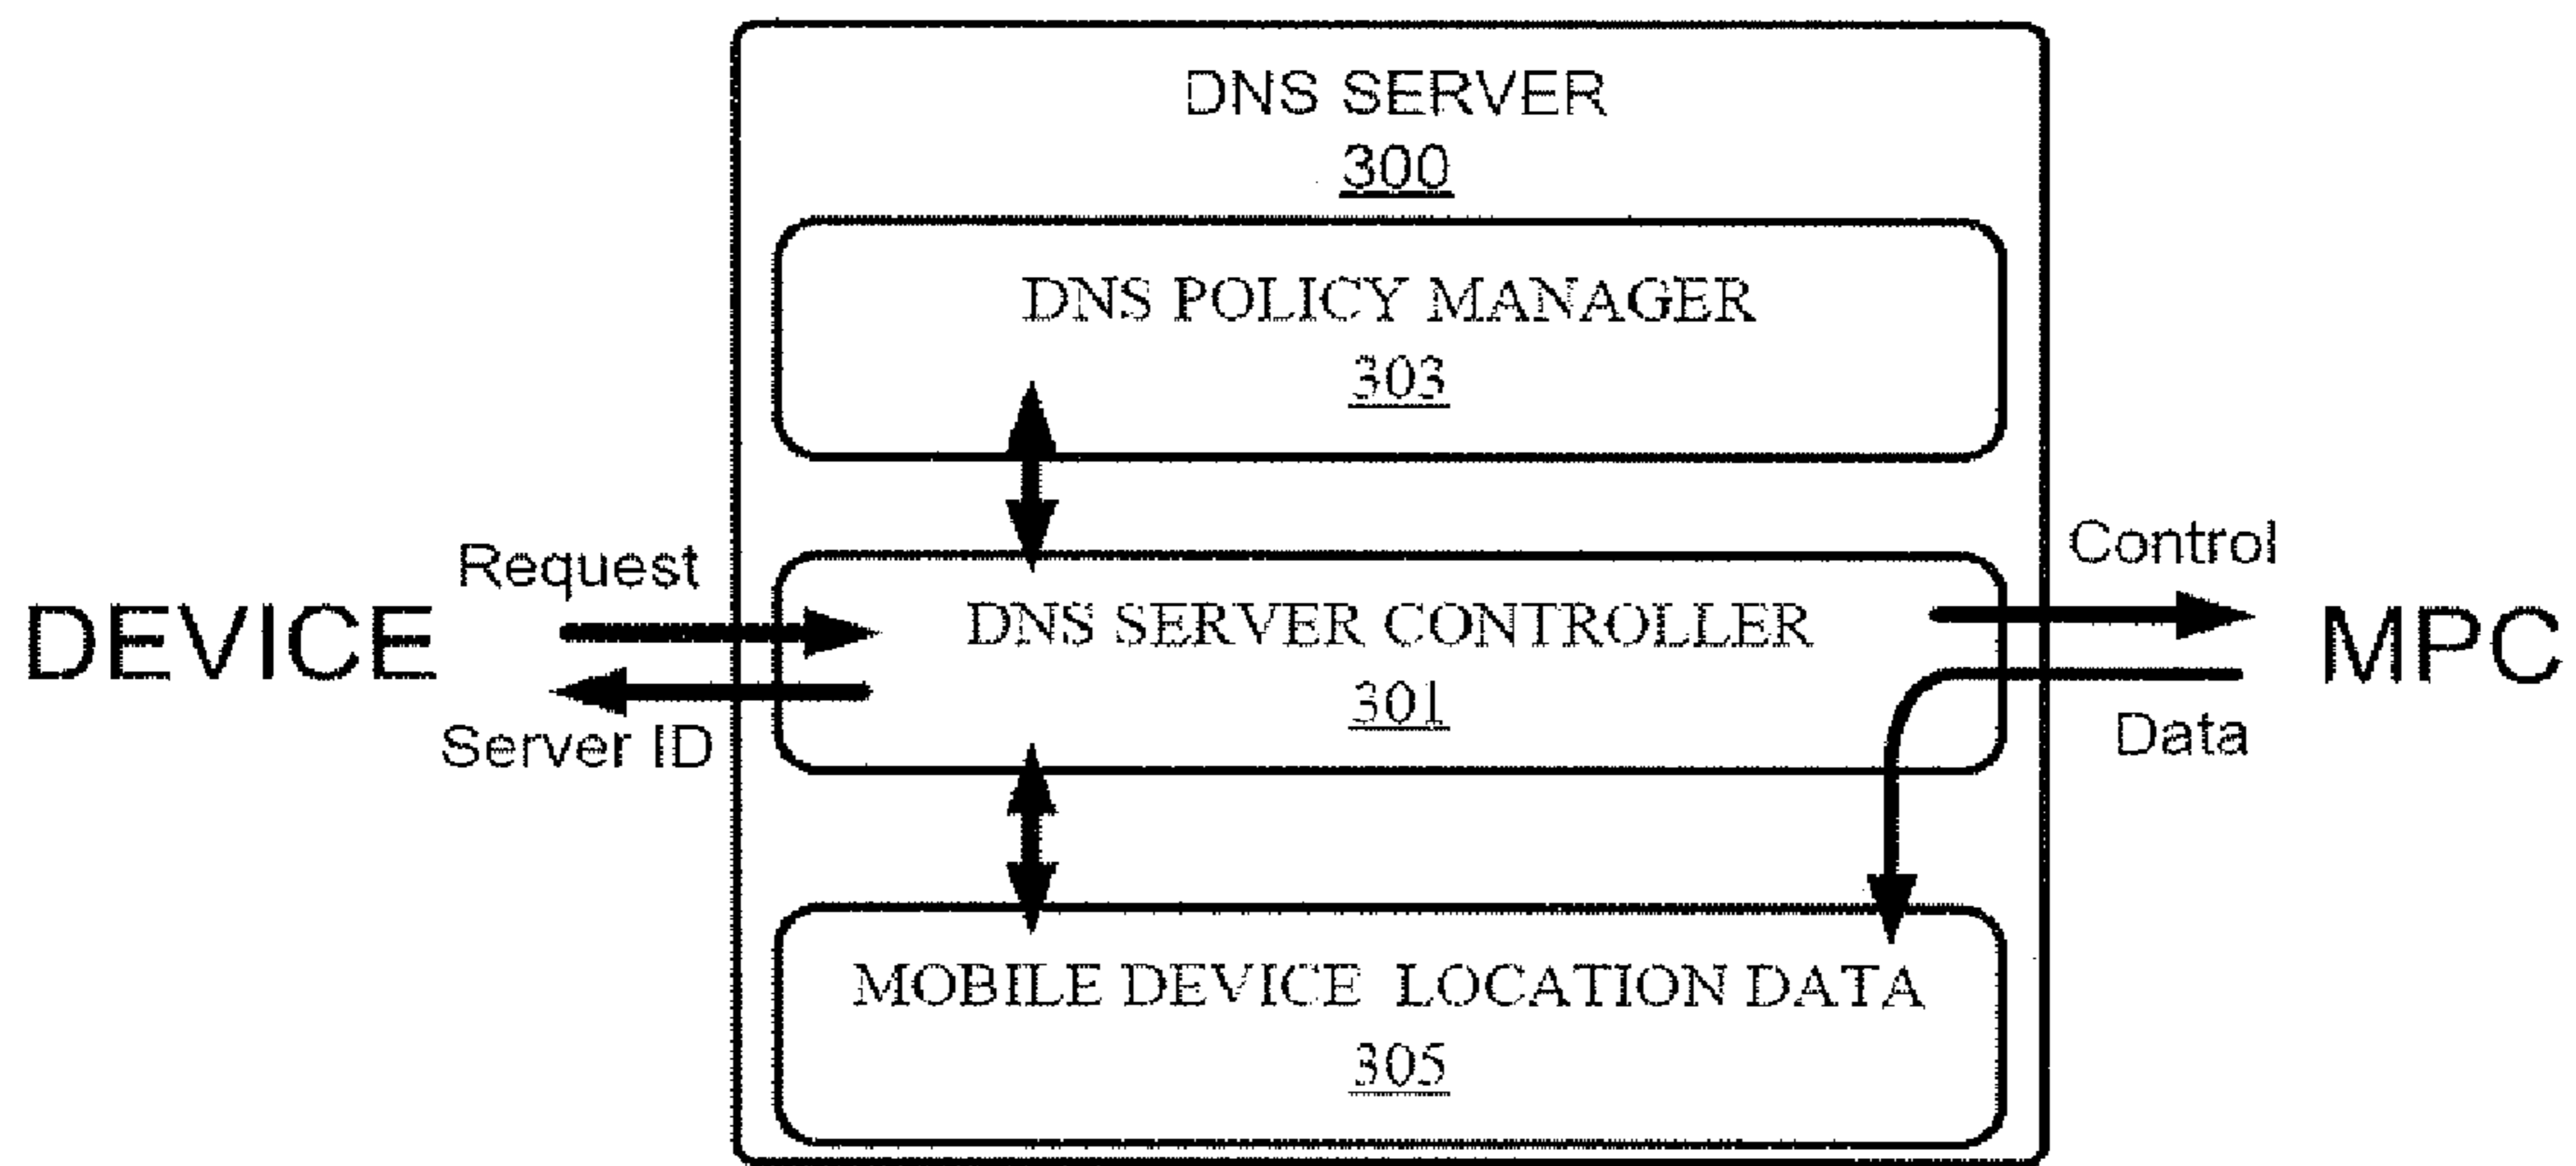 DNS SERVER
300
DNS POLICY MANAGER
303
Request
DEVICE
Server ID
DNS SERVER CONTROLLER
301
Control
MPC
Data
MOBILE DEVICE LOCATION DATA
305